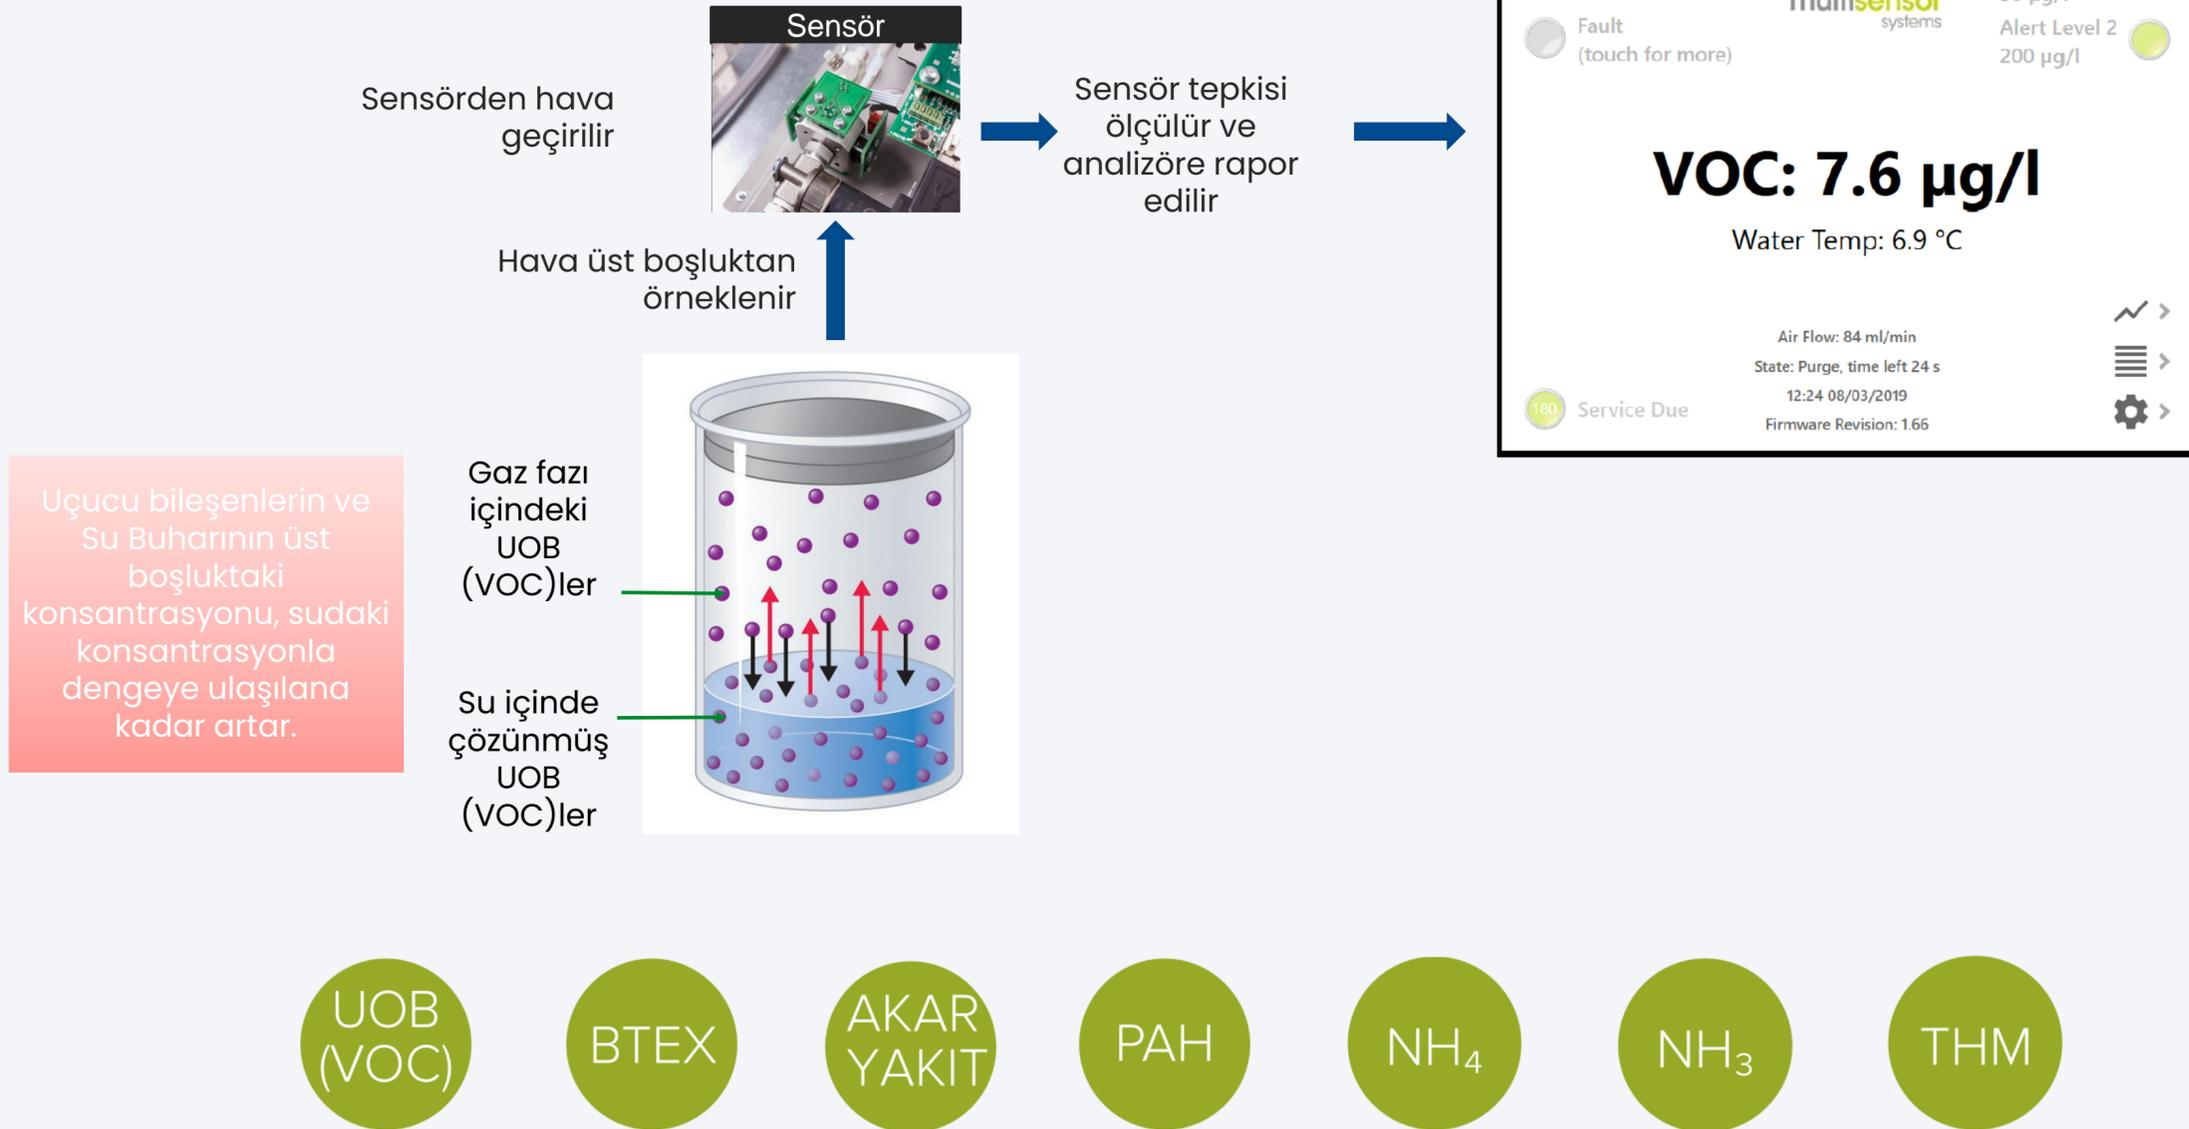 Sensör
Sensörden hava
geçirilir
Sensör tepkisi
ölçülür ve
analizöre rapor
edilir
Hava üst boşluktan
örneklenir
multisensor
systems
Fault
(touch for more)
Alert Level 2
200 µg/l
VOC: 7.6 µg/l
Water Temp: 6.9 °C
Air Flow: 84 ml/min
State: Purge, time left 24 s
12:24 08/03/2019
Firmware Revision: 1.66
180
Service Due
Uçucu bileşenlerin ve
Su Buharının üst
boşluktaki
konsantrasyonu, sudaki
konsantrasyonla
dengeye ulaşılana
kadar artar.
Gaz fazı
içindeki
UOB
(VOC)ler
Su içinde
çözünmüş
UOB
(VOC)ler
UOB
(VOC)
BTEX
AKAR
YAKIT
PAH
NH₄
NH₃
THM